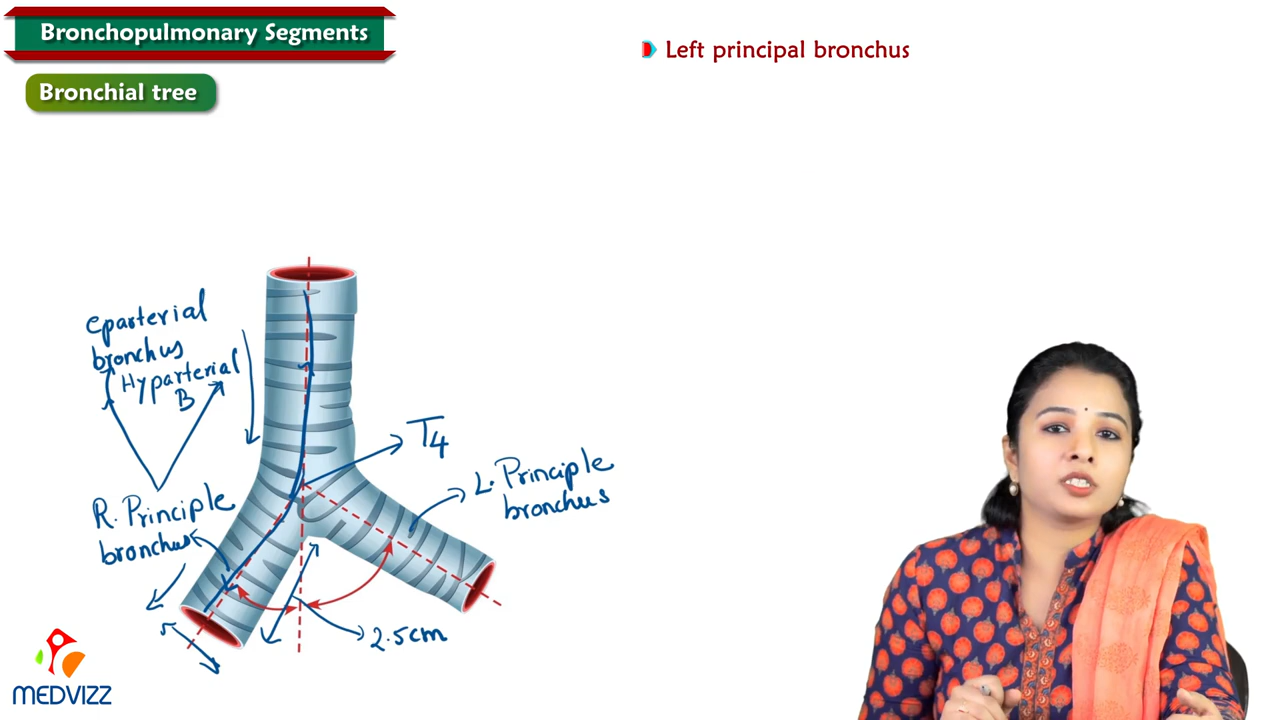 Bronchopulmonary Segments
Bronchial tree
Left principal bronchus
eparterial
bronchus
Hyparterial
B
T4
L. Principle
bronchus
R. Principle
bronchus
2.5cm
MEDVIZZ